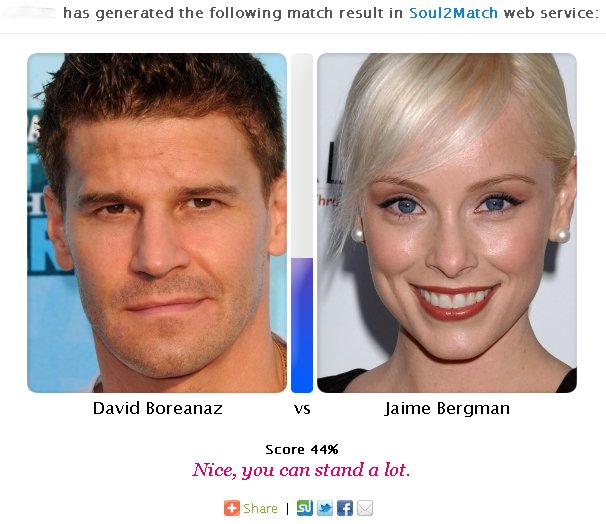 has generated the following match result in Soul2Match web service:
David Boreanaz vs Jaime Bergman
Score 44%
Nice, you can stand a lot.
Share |